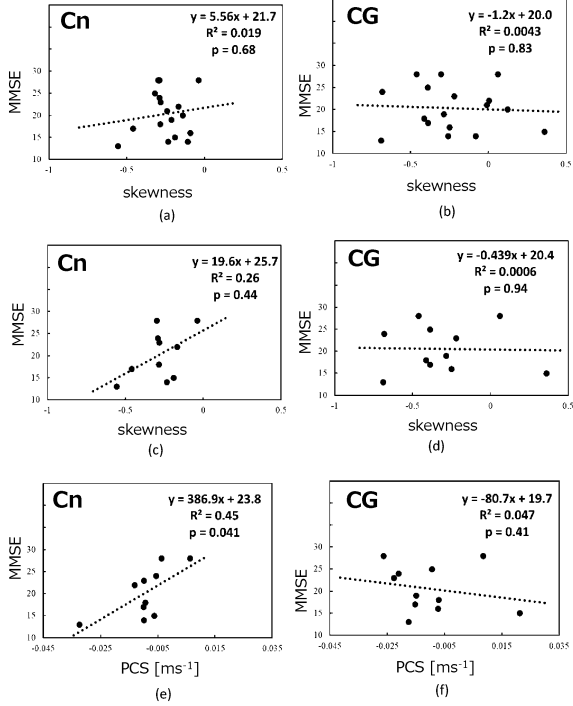 Cn
y = 5.56x + 21.7
R² = 0.019
p = 0.68
MMSE
30
25
20
15
10
-1 -0.5 0 0.5
skewness
(a)
CG
y = -1.2x + 20.0
R² = 0.0043
p = 0.83
MMSE
30
25
20
15
10
-1 -0.5 0 0.5
skewness
(b)
Cn
y = 19.6x + 25.7
R² = 0.26
p = 0.44
MMSE
30
25
20
15
10
-1 -0.5 0 0.5
skewness
(c)
CG
y = -0.439x + 20.4
R² = 0.0006
p = 0.94
MMSE
30
25
20
15
10
-1 -0.5 0 0.5
skewness
(d)
Cn
y = 386.9x + 23.8
R² = 0.45
p = 0.041
MMSE
30
25
20
15
10
-0.045 -0.025 -0.005 0.015 0.035
PCS [ms⁻¹]
(e)
CG
y = -80.7x + 19.7
R² = 0.047
p = 0.41
MMSE
30
25
20
15
10
-0.045 -0.025 -0.005 0.015 0.035
PCS [ms⁻¹]
(f)